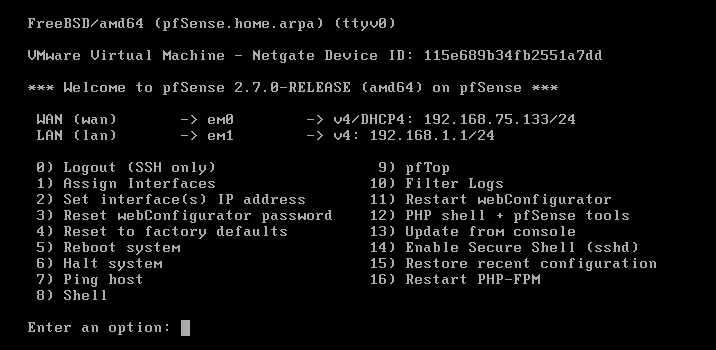 FreeBSD/amd64 (pfSense.home.arpa) (ttyv0)
VMware Virtual Machine - Netgate Device ID: 115e689b34fb2551a7dd
*** Welcome to pfSense 2.7.0-RELEASE (amd64) on pfSense ***
WAN (wan) -> em0 -> v4/DHCP4: 192.168.75.133/24
LAN (lan) -> em1 -> v4: 192.168.1.1/24
0) Logout (SSH only) 9) pfTop
1) Assign Interfaces 10) Filter Logs
2) Set interface(s) IP address 11) Restart webConfigurator
3) Reset webConfigurator password 12) PHP shell + pfSense tools
4) Reset to factory defaults 13) Update from console
5) Reboot system 14) Enable Secure Shell (sshd)
6) Halt system 15) Restore recent configuration
7) Ping host 16) Restart PHP-FPM
8) Shell
Enter an option: